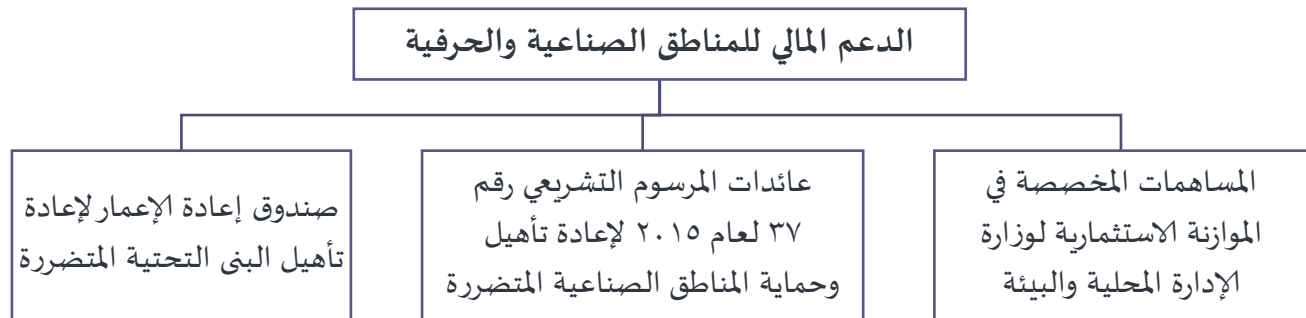 الدعم المالي للمناطق الصناعية والحرفية
المساهمات المخصصة في
الموازنة الاستثمارية لوزارة
الإدارة المحلية والبيئة
عائدات المرسوم التشريعي رقم
٣٧ لعام ٢٠١٥ لإعادة تأهيل
وحماية المناطق الصناعية المتضررة
صندوق إعادة الإعمار لإعادة
تأهيل البنى التحتية المتضررة